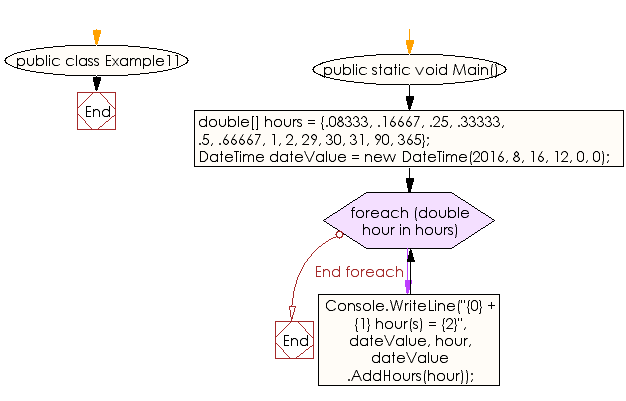 public class Example11
End
public static void Main()
double[] hours = {.08333, .16667, .25, .33333,
.5, .66667, 1, 2, 29, 30, 31, 90, 365};
DateTime dateValue = new DateTime(2016, 8, 16, 12, 0, 0);
foreach (double
hour in hours)
End foreach
End
Console.WriteLine("{0} +
{1} hour(s) = {2}",
dateValue, hour,
dateValue
.AddHours(hour));